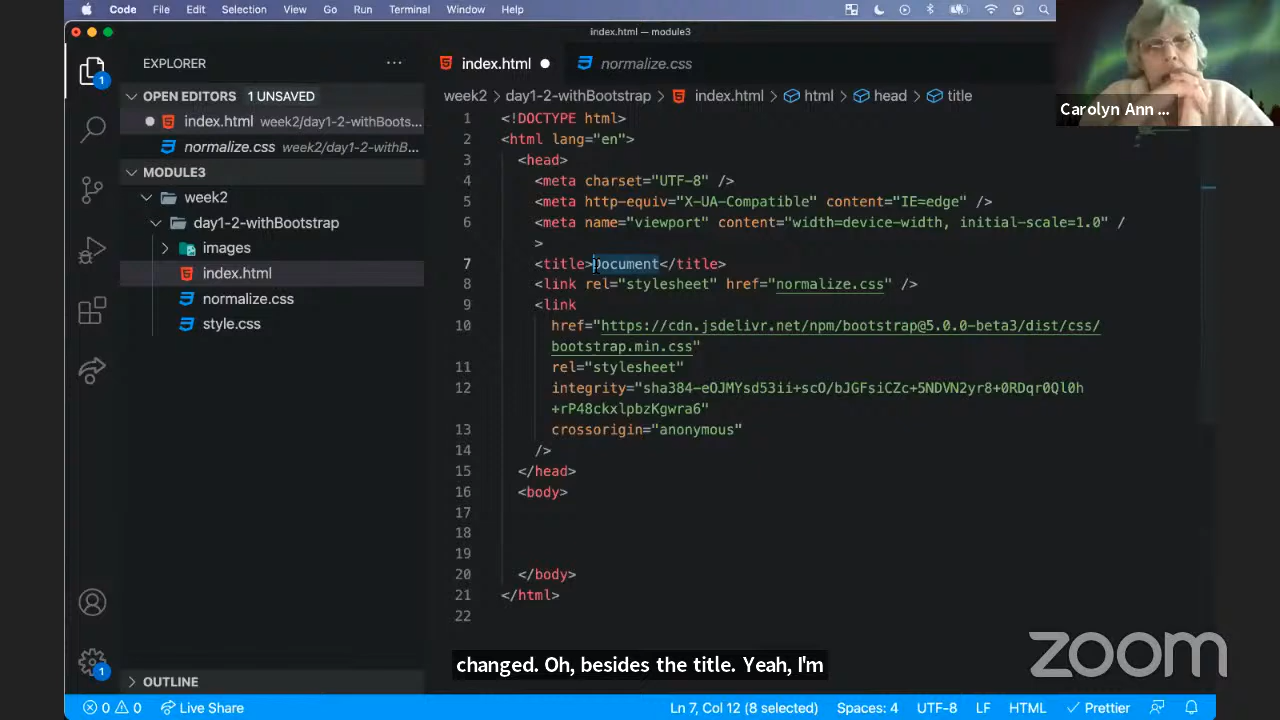 Code File Edit Selection View Go Run Terminal Window Help
index.html — module3
EXPLORER
index.html
normalize.css
OPEN EDITORS 1 UNSAVED
week2 > day1-2-withBootstrap > index.html > html > head > title
Carolyn Ann ...
index.html week2/day1-2-withBoots...
normalize.css week2/day1-2-withB...
MODULE3
week2
day1-2-withBootstrap
images
index.html
normalize.css
style.css
1 <!DOCTYPE html>
2 <html lang="en">
3 <head>
4 <meta charset="UTF-8" />
5 <meta http-equiv="X-UA-Compatible" content="IE=edge" />
6 <meta name="viewport" content="width=device-width, initial-scale=1.0" /
>
7 <title>Document</title>
8 <link rel="stylesheet" href="normalize.css" />
9 <link
10 href="https://cdn.jsdelivr.net/npm/bootstrap@5.0.0-beta3/dist/css/
bootstrap.min.css"
11 rel="stylesheet"
12 integrity="sha384-eOJMYsd53ii+scO/bJGFsiCZc+5NDVN2yr8+0RDqr0Ql0h
+rP48ckxlpbzKgwra6"
13 crossorigin="anonymous"
14 />
15 </head>
16 <body>
17
18
19
20 </body>
21 </html>
22
1
1
OUTLINE
changed. Oh, besides the title. Yeah, I'm
zoom
0 0 Live Share
Ln 7, Col 12 (8 selected) Spaces: 4 UTF-8 LF HTML Prettier